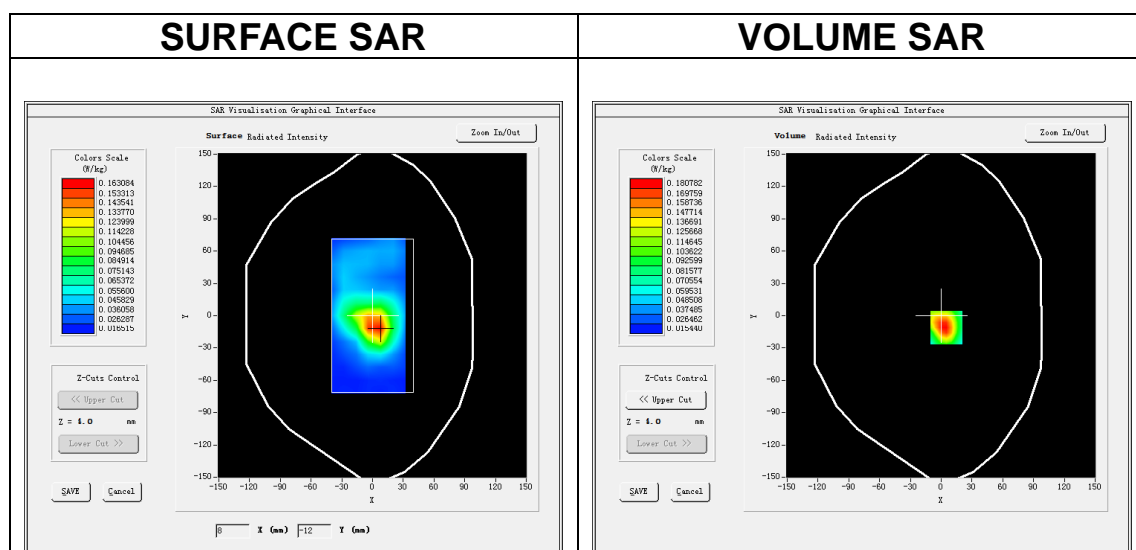 SURFACE SAR
VOLUME SAR
SAR Visualisation Graphical Interface
Surface Radiated Intensity
Zoom In/Out
Colors Scale
(W/kg)
0.163084
0.153313
0.143541
0.133770
0.123999
0.114228
0.104456
0.094685
0.084914
0.075143
0.065372
0.055600
0.045829
0.036058
0.026287
0.016515
150
120
90
60
30
0
-30
-60
-90
-120
-150
Y
-150 -120 -90 -60 -30 0 30 60 90 120 150
X
Z-Cuts Control
<< Upper Cut
Z = 4.0 mm
Lower Cut >>
SAVE Cancel
8 X (mm) -12 Y (mm)
SAR Visualisation Graphical Interface
Volume Radiated Intensity
Zoom In/Out
Colors Scale
(W/kg)
0.180782
0.169759
0.158736
0.147714
0.136691
0.125668
0.114645
0.103622
0.092599
0.081577
0.070554
0.059531
0.048508
0.037485
0.026462
0.015440
150
120
90
60
30
0
-30
-60
-90
-120
-150
Y
-150 -120 -90 -60 -30 0 30 60 90 120 150
X
Z-Cuts Control
<< Upper Cut
Z = 4.0 mm
Lower Cut >>
SAVE Cancel